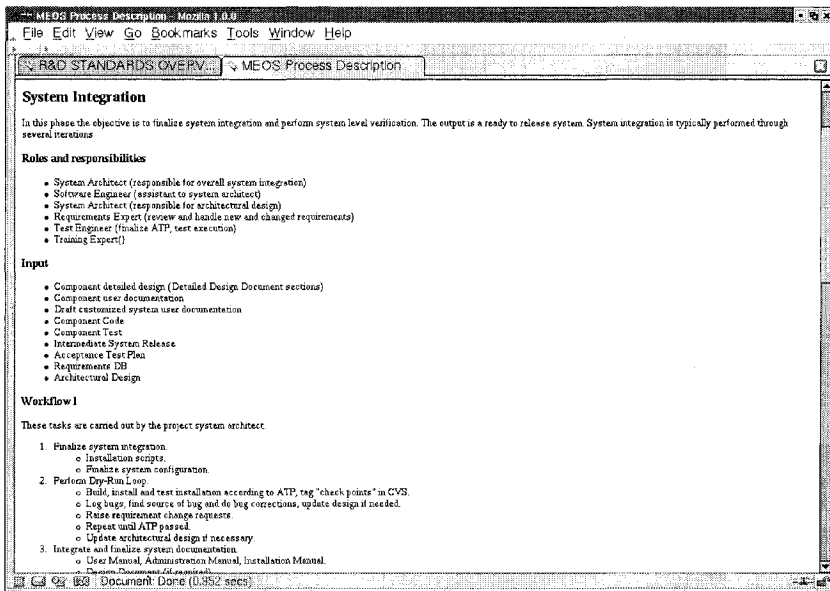 MEOS Process Description - Mozilla 1.0.0
File Edit View Go Bookmarks Tools Window Help
R&D STANDARDS OVERV... MEOS Process Description
System Integration
In this phase the objective is to finalize system integration and perform system level verification. The output is a ready to release system. System integration is typically performed through
several iterations
Roles and responsibilities
System Architect (responsible for overall system integration)
Software Engineer (assistant to system architect)
System Architect (responsible for architectural design)
Requirements Expert (review and handle new and changed requirements)
Test Engineer (finalize ATP, test execution)
Training Expert()
Input
Component detailed design (Detailed Design Document sections)
Component user documentation
Draft customized system user documentation
Component Code
Component Test
Intermediate System Release
Acceptance Test Plan
Requirements DB
Architectural Design
Workflow1
These tasks are carried out by the project system architect.
1. Finalize system integration.
Installation scripts.
Finalize system configuration.
2. Perform Dry-Run Loop.
Build, install and test installation according to ATP, tag "check points" in CVS.
Log bugs, find source of bug and do bug corrections, update design if needed.
Raise requirement change requests.
Repeat until ATP passed.
Update architectural design if necessary.
3. Integrate and finalize system documentation
User Manual, Administration Manual, Installation Manual.
Design Document (if required)
Document: Done (0.952 secs)